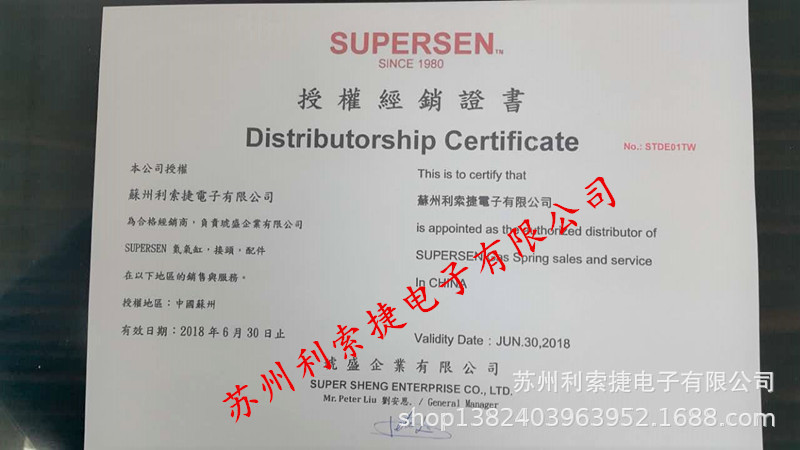 SUPERSEN™
SINCE 1980
授權經銷證書
Distributorship Certificate
No.: STDE01TW
本公司授權
蘇州利索捷電子有限公司
為合格經銷商，負責號盛企業有限公司
SUPERSEN 氮氣缸，接頭。配件
在以下地區的銷售與服務。
授權地區：中國蘇州
有效日期：2018 年 6 月 30 日止
This is to certify that
蘇州利索捷電子有限公司
is appointed as the authorized distributor of
SUPERSEN Gas Spring sales and service
In CHINA
Validity Date：JUN.30,2018
號盛企業有限公司
SUPER SHENG ENTERPRISE CO., LTD.
Mr. Peter Liu 劉安恩. / General Manager
苏州利索捷电子有限公司
苏州利索捷电子有限公司
shop1382403963952.1688.com